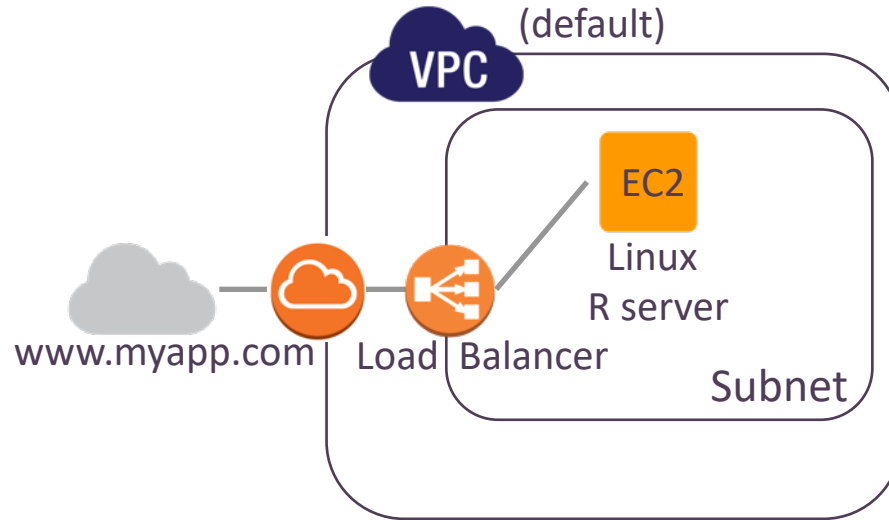 (default)
VPC
EC2
Linux
R server
www.myapp.com
Load Balancer
Subnet